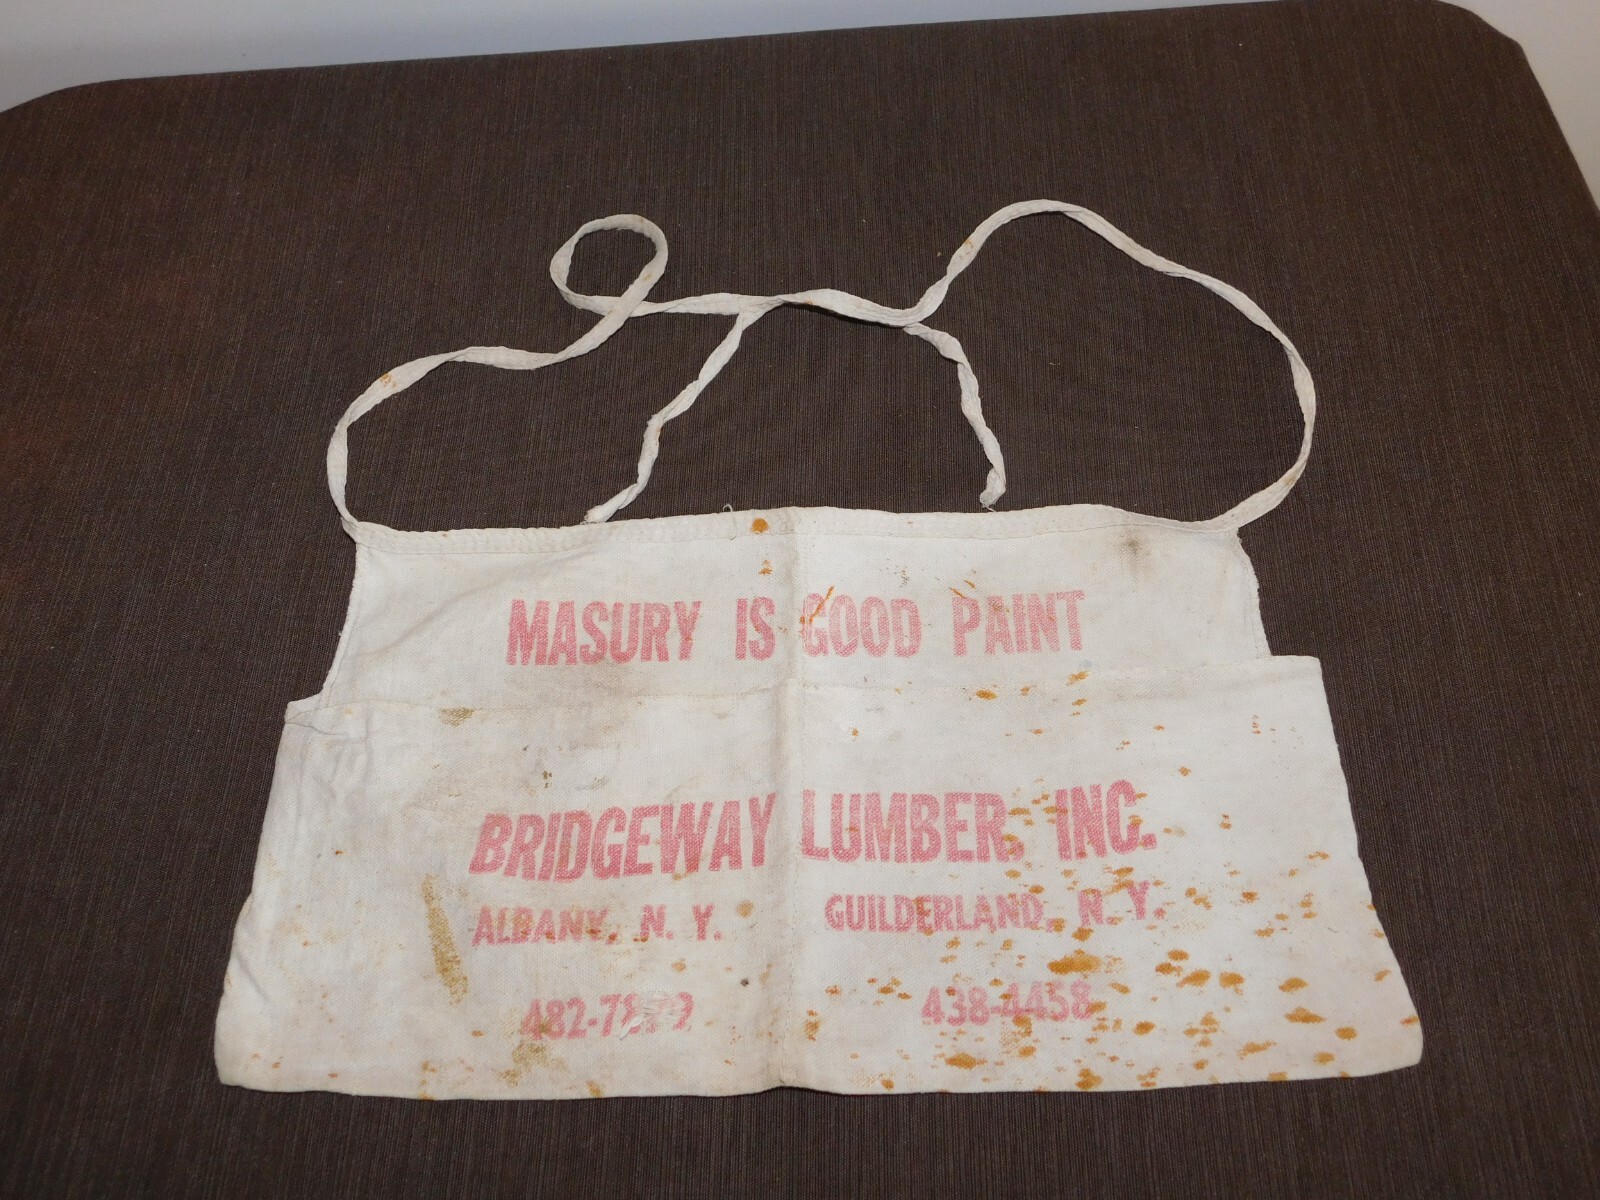 MASURY IS GOOD PAINT
BRIDGEWAY LUMBER, INC.
ALBANY, N. Y. GUILDERLAND, N. Y.
438-4458